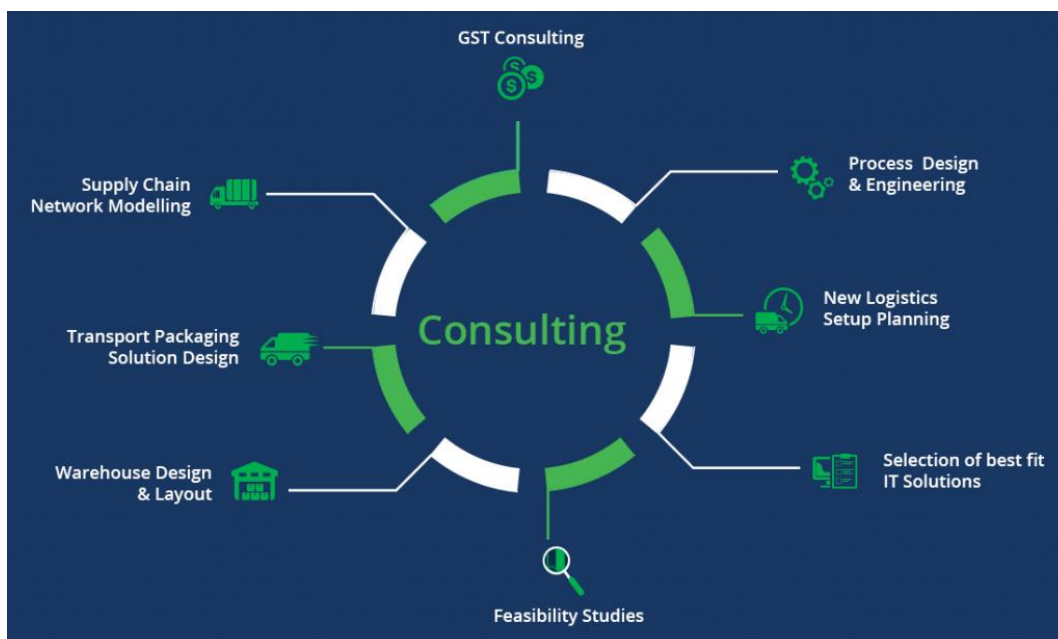 GST Consulting
Process Design
& Engineering
New Logistics
Setup Planning
Selection of best fit
IT Solutions
Feasibility Studies
Warehouse Design
& Layout
Transport Packaging
Solution Design
Supply Chain
Network Modelling
Consulting